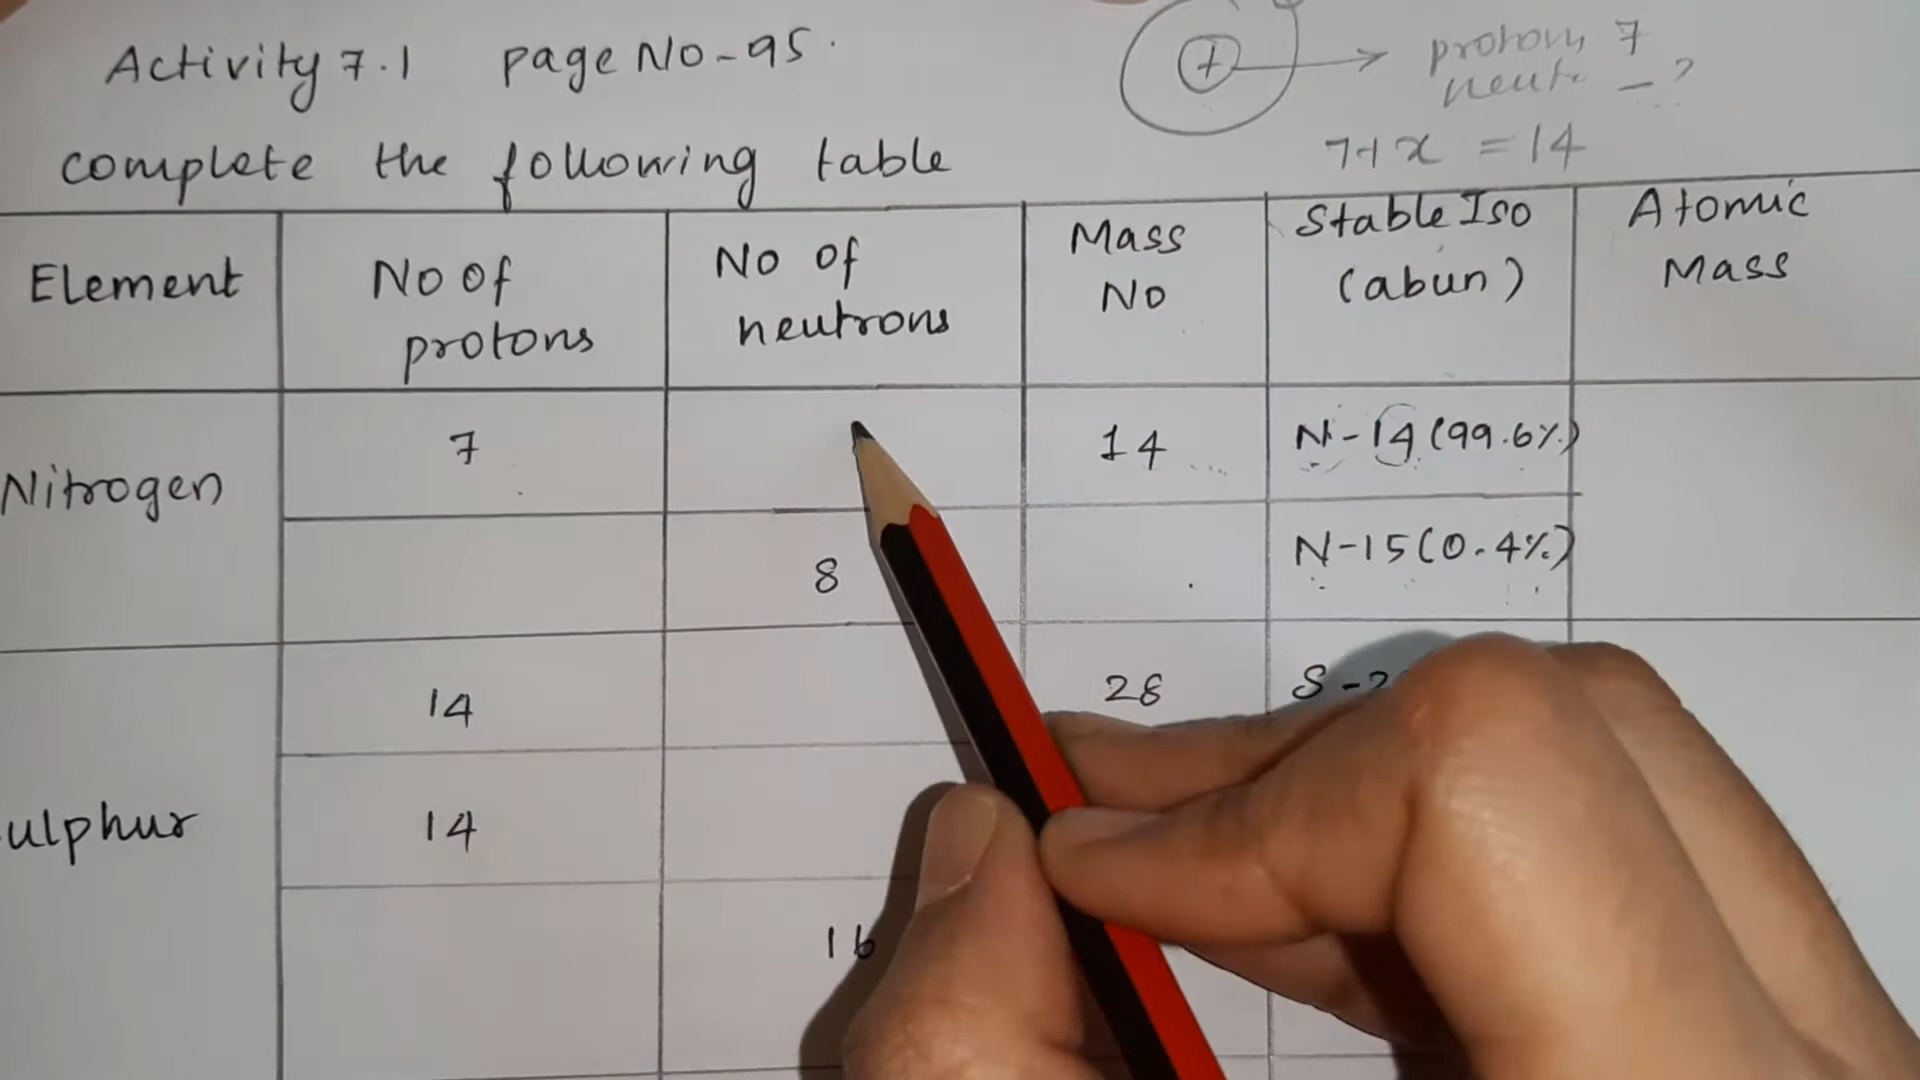 Activity 7.1 page No-95.
protons 7
neut - ?
7+x = 14
complete the following table
Element No of protons No of neutrons Mass No Stable Iso (abun) Atomic Mass
Nitrogen 7 14 N-14 (99.6%)
8 N-15 (0.4%)
14 28
ulphur 14
16